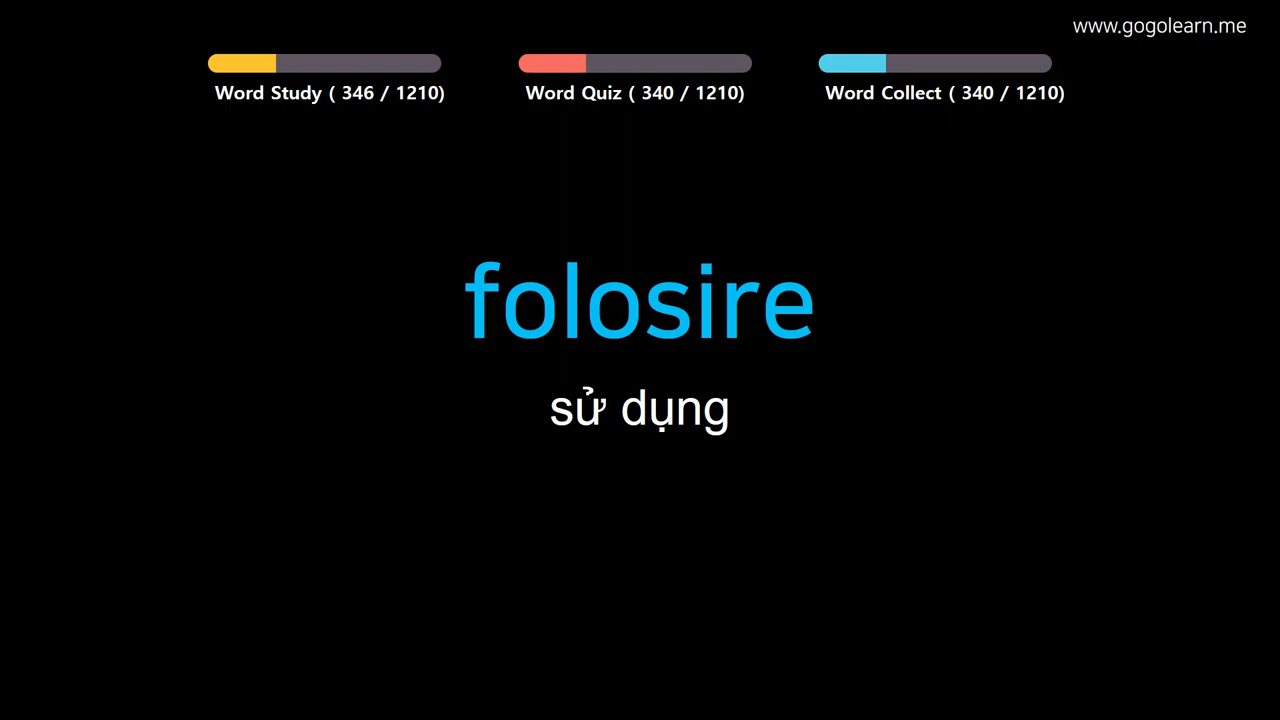 www.gogolearn.me
Word Study ( 346 / 1210)
Word Quiz ( 340 / 1210)
Word Collect ( 340 / 1210)
folosire
sử dụng